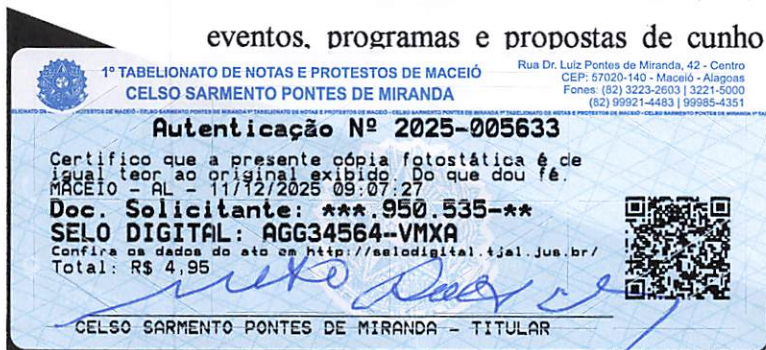 eventos, programas e propostas de cunho
1º TABELIONATO DE NOTAS E PROTESTOS DE MACEIÓ
CELSO SARMENTO PONTES DE MIRANDA
Rua Dr. Luiz Pontes de Miranda, 42 - Centro
CEP: 57020-140 - Maceió - Alagoas
Fones: (82) 3223-2603 | 3221-5000
(82) 99921-4483 | 99985-4351
Autenticação Nº 2025-005633
Certifico que a presente cópia fotostática é de
igual teor ao original exibido. Do que dou fé.
MACEIÓ - AL - 11/12/2025 09:07:27
Doc. Solicitante: ***.950.535-**
SELO DIGITAL: AGG34564-VMXA
Confira os dados do ato em http://selodigital.tjal.jus.br/
Total: R$ 4,95
CELSO SARMENTO PONTES DE MIRANDA - TITULAR